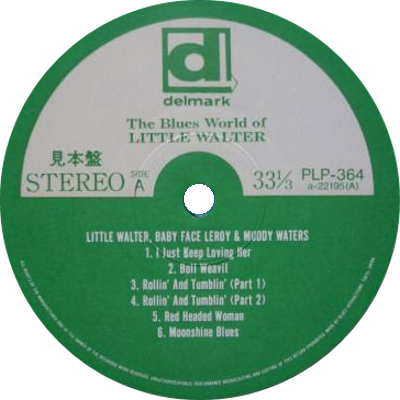 d
delmark
The Blues World of
LITTLE WALTER
見本盤
STEREO SIDE A
33⅓ PLP-364
a-22195(A)
LITTLE WALTER, BABY FACE LEROY & MUDDY WATERS
1. I Just Keep Loving Her
2. Boll Weavil
3. Rollin' And Tumblin' (Part 1)
4. Rollin' And Tumblin' (Part 2)
5. Red Headed Woman
6. Moonshine Blues